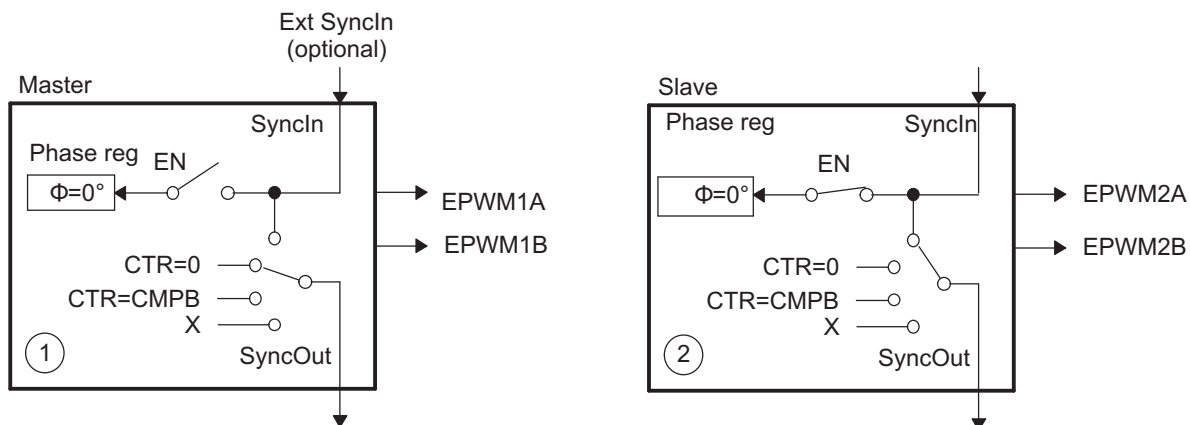 Ext SyncIn
(optional)
Master
SyncIn
Phase reg
EN
Φ=0°
EPWM1A
EPWM1B
CTR=0
CTR=CMPB
X
1
SyncOut
Slave
Phase reg
SyncIn
EN
Φ=0°
EPWM2A
EPWM2B
CTR=0
CTR=CMPB
X
2
SyncOut